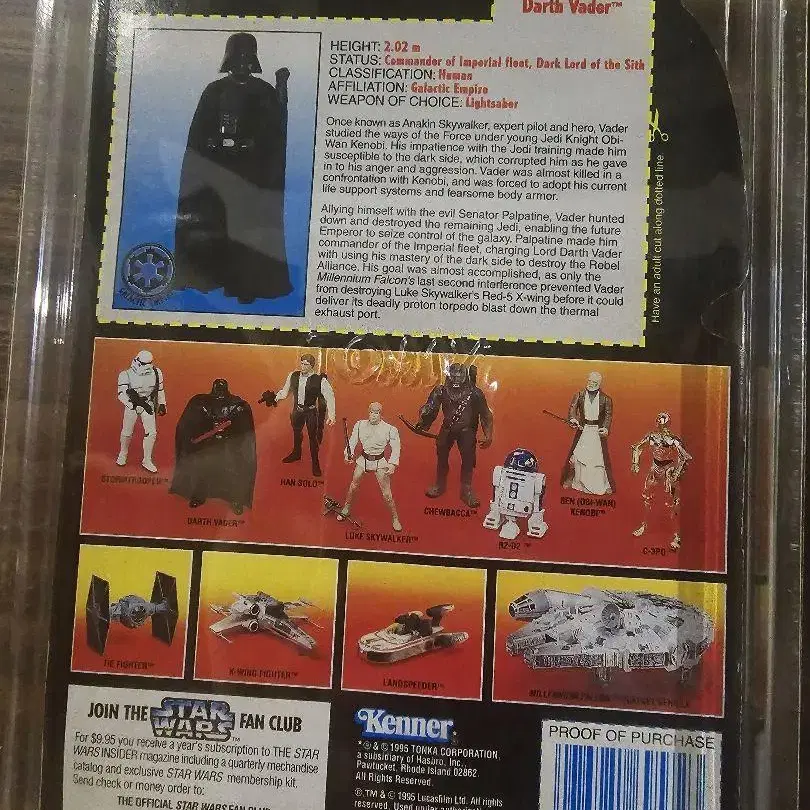 Darth Vader™
HEIGHT: 2.02 m
STATUS: Commander of Imperial fleet, Dark Lord of the Sith
CLASSIFICATION: Human
AFFILIATION: Galactic Empire
WEAPON OF CHOICE: Lightsaber
Once known as Anakin Skywalker, expert pilot and hero, Vader
studied the ways of the Force under young Jedi Knight Obi-
Wan Kenobi. His impatience with the Jedi training made him
susceptible to the dark side, which corrupted him as he gave
in to his anger and aggression. Vader was almost killed in a
confrontation with Kenobi, and was forced to adopt his current
life support systems and fearsome body armor.
Allying himself with the evil Senator Palpatine, Vader hunted
down and destroyed the remaining Jedi, enabling the future
Emperor to seize control of the galaxy. Palpatine made him
commander of the Imperial fleet, charging Lord Darth Vader
with using his mastery of the dark side to destroy the Rebel
Alliance. His goal was almost accomplished, as only the
Millennium Falcon's last second interference prevented Vader
from destroying Luke Skywalker's Red-5 X-wing before it could
deliver its deadly proton torpedo blast down the thermal
exhaust port.
Have an adult cut along dotted line.
STORMTROOPER™
DARTH VADER™
HAN SOLO™
LUKE SKYWALKER™
CHEWBACCA™
R2-D2™
BEN (OBI-WAN)
KENOBI™
C-3PO™
TIE FIGHTER™
X-WING FIGHTER™
LANDSPEEDER™
MILLENNIUM FALCON™
JOIN THE STAR WARS™ FAN CLUB
For $9.95 you receive a year's subscription to THE STAR
WARS INSIDER magazine including a quarterly merchandise
catalog and exclusive STAR WARS membership kit.
Send check or money order to:
THE OFFICIAL STAR WARS FAN CLUB
Kenner
*® & © 1995 TONKA CORPORATION,
a subsidiary of Hasbro, Inc.,
Pawtucket, Rhode Island 02862.
All Rights Reserved.
®,™ & © 1995 Lucasfilm Ltd. All rights
reserved. Used under
PROOF OF PURCHASE